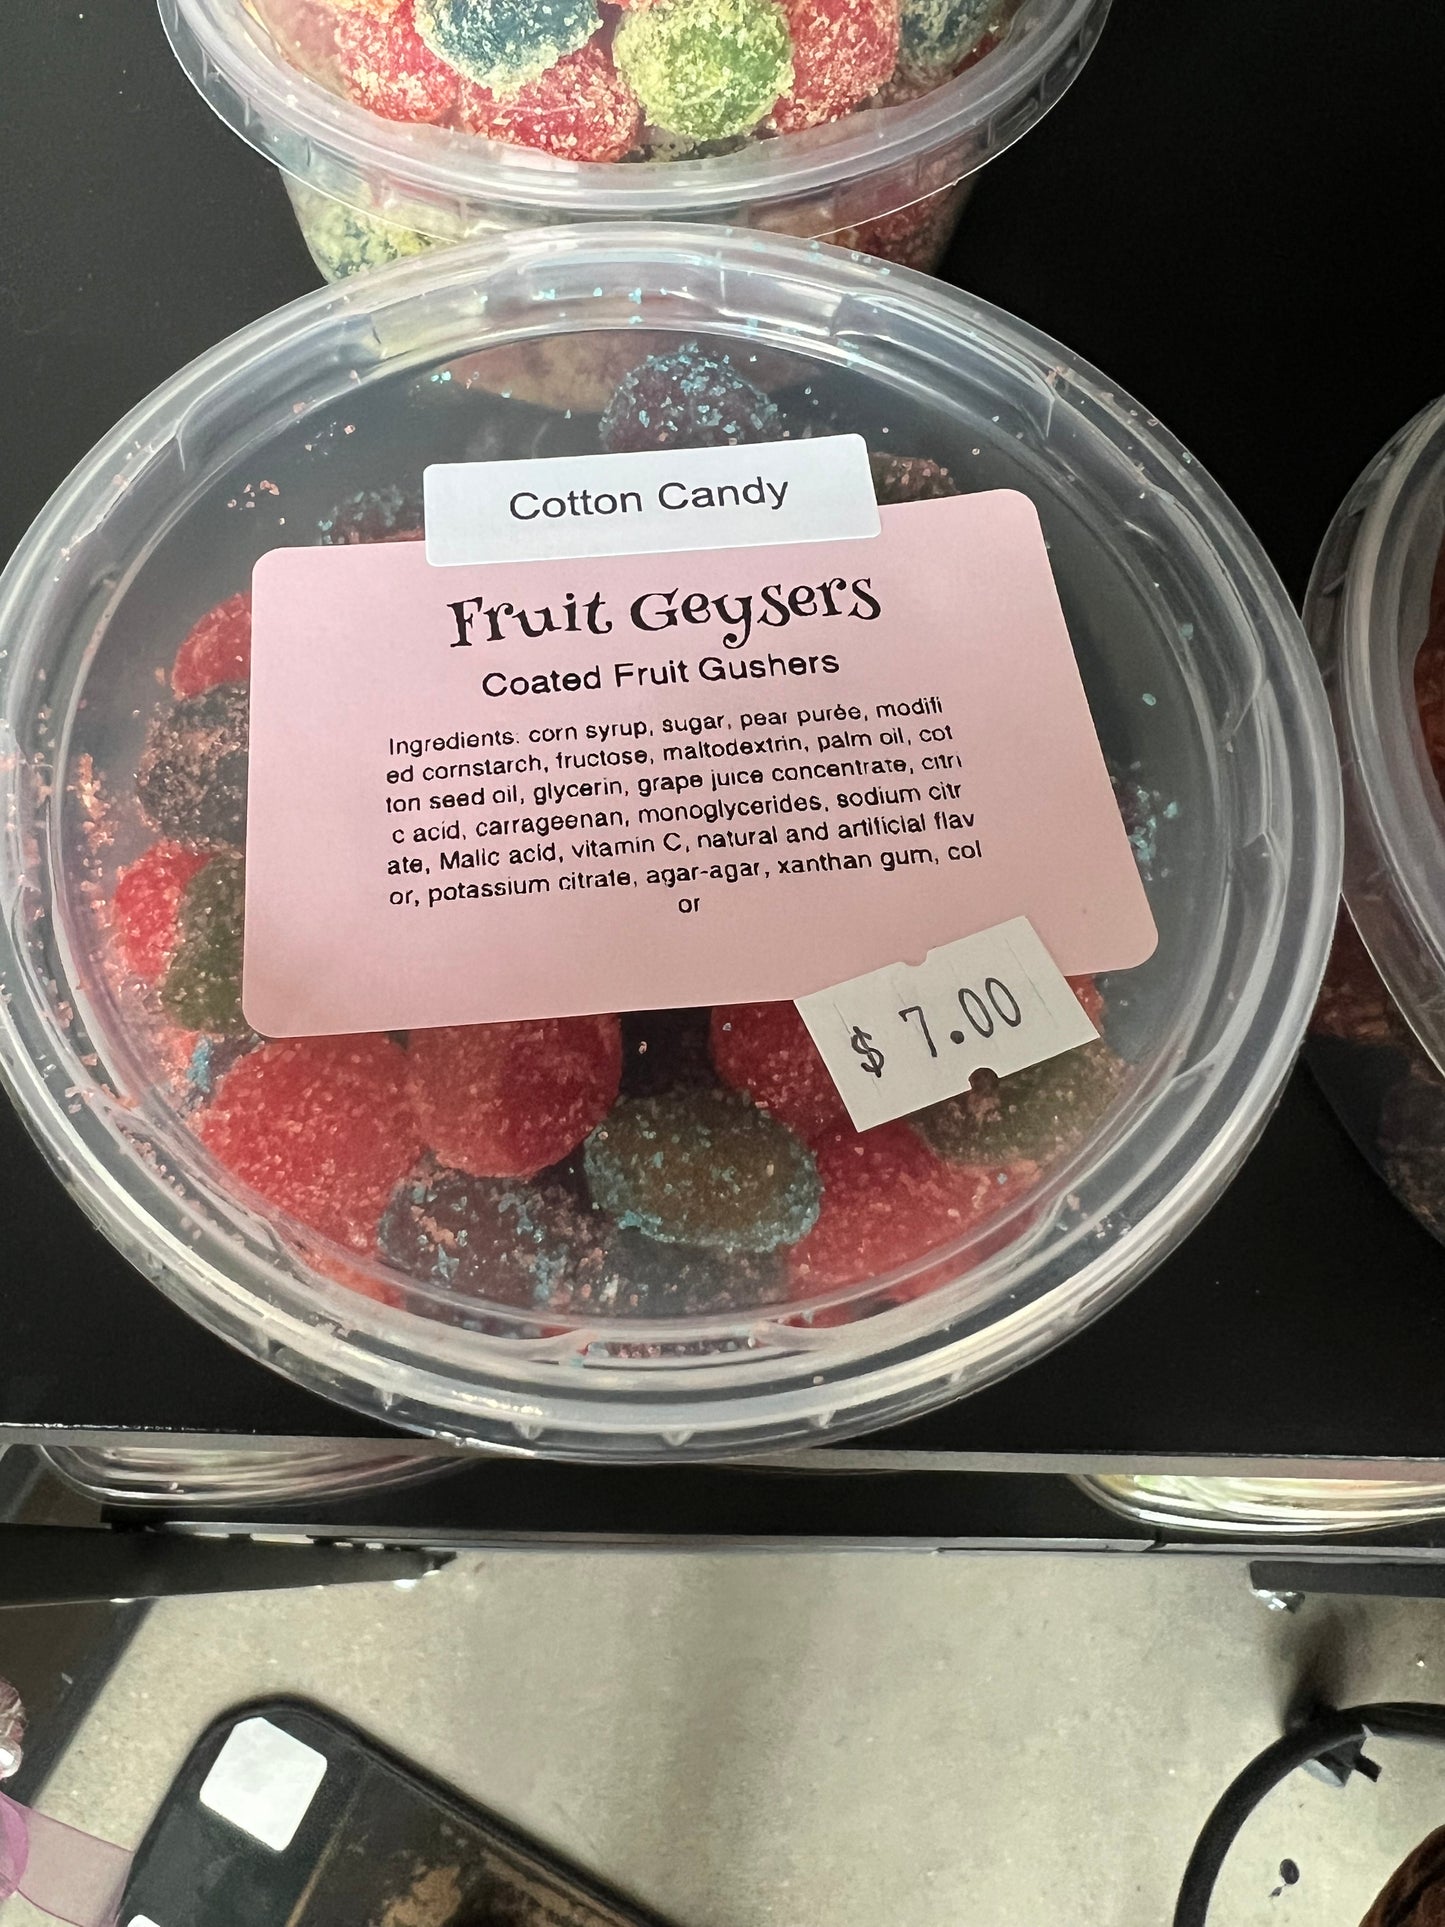 Cotton Candy
Fruit Geysers
Coated Fruit Gushers
Ingredients: corn syrup, sugar, pear purée, modifi
ed cornstarch, fructose, maltodextrin, palm oil, cot
ton seed oil, glycerin, grape juice concentrate, citri
c acid, carrageenan, monoglycerides, sodium citr
ate, Malic acid, vitamin C, natural and artificial flav
or, potassium citrate, agar-agar, xanthan gum, col
or
$ 7.00